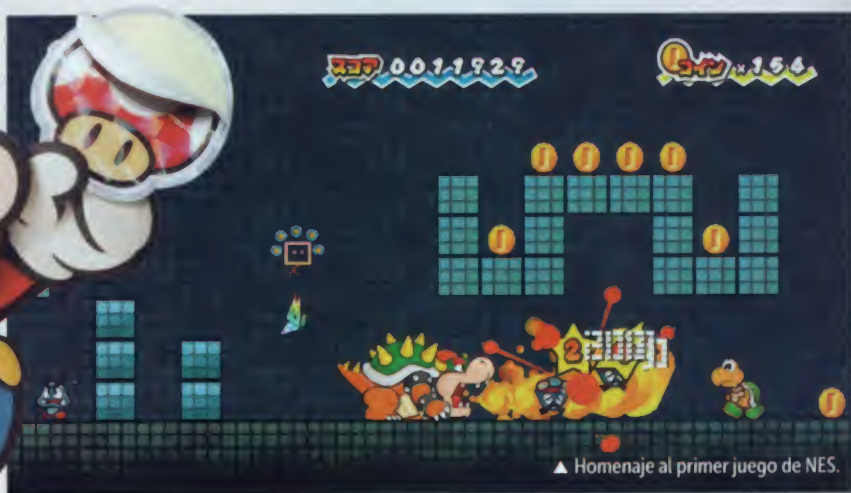 スコア 0011929
コイン ×154
▲ Homenaje al primer juego de NES.